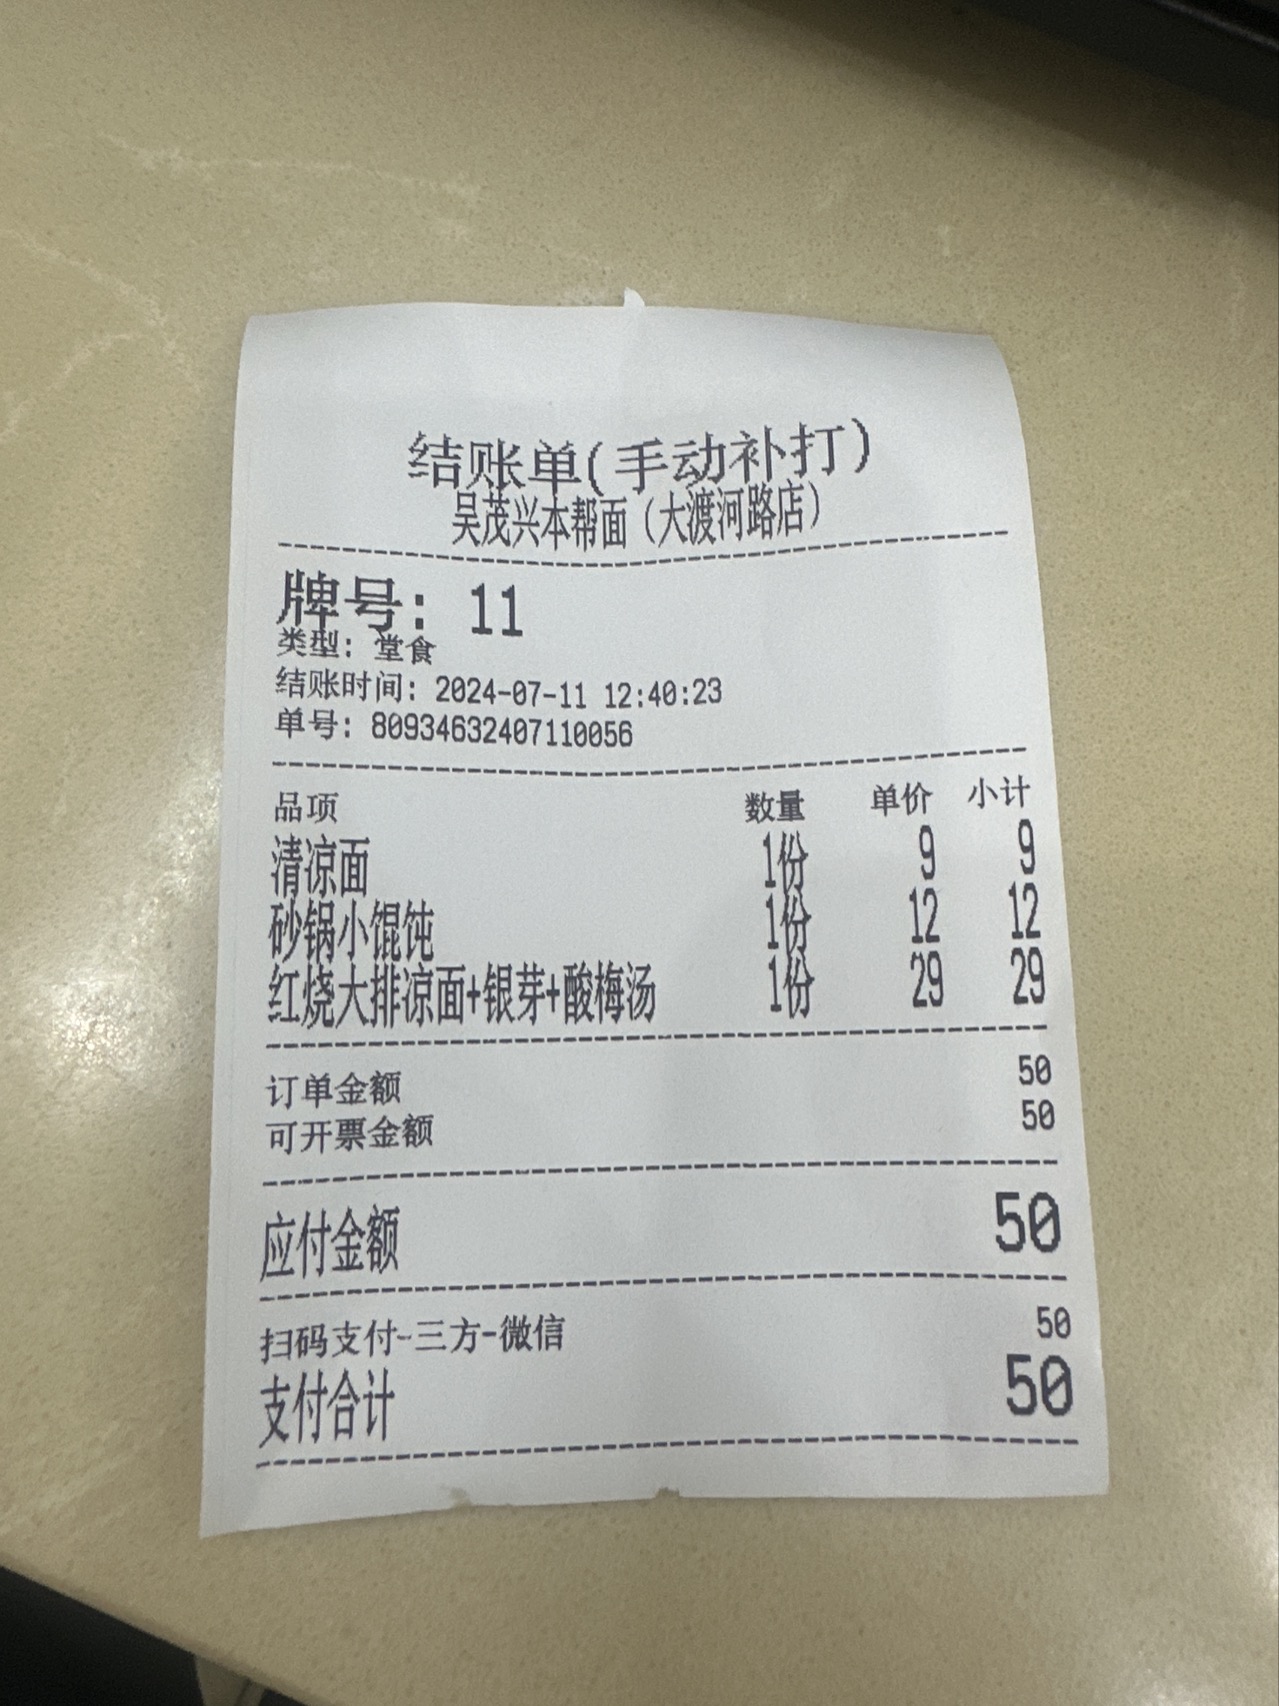 结账单(手动补打)
吴茂兴本帮面（大渡河路店）
牌号: 11
类型: 堂食
结账时间: 2024-07-11 12:40:23
单号: 80934632407110056
品项 数量 单价 小计
清凉面 1份 9 9
砂锅小馄饨 1份 12 12
红烧大排凉面+银芽+酸梅汤 1份 29 29
订单金额 50
可开票金额 50
应付金额 50
扫码支付-三方-微信 50
支付合计 50